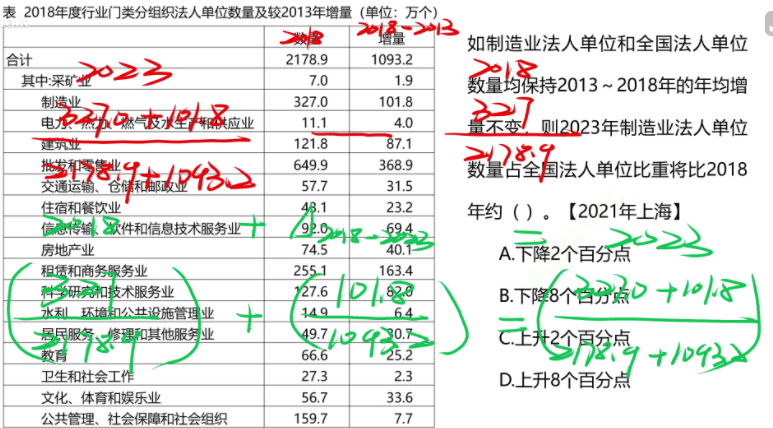 表 2018年度行业门类分组织法人单位数量及较2013年增量（单位：万个）
数量 增量
2018 2018-2013
合计 2178.9 1093.2
其中:采矿业 7.0 1.9
2023
制造业 327.0 101.8
电力、热力、燃气及水生产和供应业 11.1 4.0
327.0+101.8
建筑业 121.8 87.1
批发和零售业 649.9 368.9
2178.9+1093.2
交通运输、仓储和邮政业 57.7 31.5
住宿和餐饮业 43.1 23.2
信息传输、软件和信息技术服务业 92.0 69.4
2018 + Δ2018-2023 = 2023
房地产业 74.5 40.1
租赁和商务服务业 255.1 163.4
科学研究和技术服务业 127.6 82.0
水利、环境和公共设施管理业 14.9 6.4
居民服务、修理和其他服务业 49.7 30.7
教育 66.6 25.2
卫生和社会工作 27.3 2.3
文化、体育和娱乐业 56.7 33.6
公共管理、社会保障和社会组织 159.7 7.7
(327 + (101.8 = (327.0+101.8
2178.9) 1093.2) 2178.9+1093.2)
如制造业法人单位和全国法人单位
2018
数量均保持2013～2018年的年均增
327
量不变，则2023年制造业法人单位
2178.9
数量占全国法人单位比重将比2018
年约（ ）。【2021年上海】
A.下降2个百分点
B.下降8个百分点
C.上升2个百分点
D.上升8个百分点